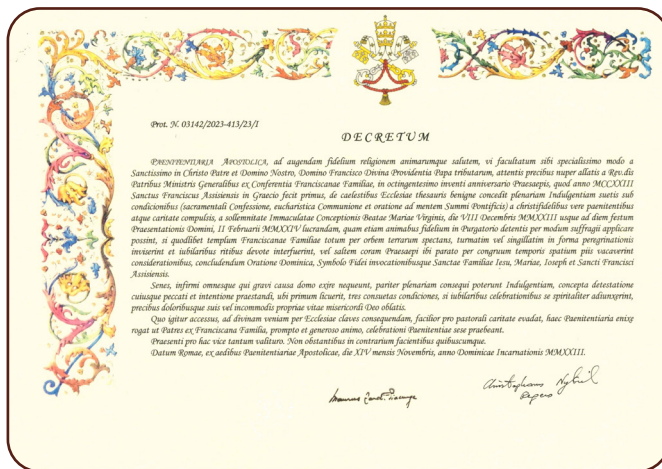 Prot. N. 03142/2023-413/23/I
DECRETUM
PAENITENTIARIA APOSTOLICA, ad augendam fidelium religionem animarumque salutem, vi facultatum sibi specialissimo modo a
Sanctissimo in Christo Patre et Domino Nostro, Domino Francisco Divina Providentia Papa tributarum, attentis precibus nuper allatis a Rev.dis
Patribus Ministris Generalibus ex Conferentia Franciscanae Familiae, in octingentesimo inventi anniversario Praesaepis, quod anno MCCXXIII
Sanctus Franciscus Assisiensis in Graecio fecit primus, de caelestibus Ecclesiae thesauris benigne concedit plenariam Indulgentiam suetis sub
condicionibus (sacramentali Confessione, eucharistica Communione et oratione ad mentem Summi Pontificis) a christifidelibus vere paenitentibus
atque caritate compulsis, a sollemnitate Immaculatae Conceptionis Beatae Mariae Virginis, die VIII Decembris MMXXIII usque ad diem festum
Praesentationis Domini, II Februarii MMXXIV lucrandam, quam etiam animabus fidelium in Purgatorio detentis per modum suffragii applicare
possint, si quodlibet templum Franciscanae Familiae totum per orbem terrarum spectans, turmatim vel singillatim in forma peregrinationis
inviserint et iubilaribus ritibus devote interfuerint, vel saltem coram Praesaepi ibi parato per congruum temporis spatium piis vacaverint
considerationibus, concludendum Oratione Dominica, Symbolo Fidei invocationibusque Sanctae Familiae Iesu, Mariae, Ioseph et Sancti Francisci
Assisiensis.
Senes, infirmi omnesque qui gravi causa domo exire nequeunt, pariter plenariam consequi poterunt Indulgentiam, concepta detestatione
cuiusque peccati et intentione praestandi, ubi primum licuerit, tres consuetas condiciones, si iubilaribus celebrationibus se spiritaliter adiunxerint,
precibus doloribusque suis vel incommodis propriae vitae misericordi Deo oblatis.
Quo igitur accessus, ad divinam veniam per Ecclesiae claves consequendam, facilior pro pastorali caritate evadat, haec Paenitentiaria enixe
rogat ut Patres ex Franciscana Familia, prompto et generoso animo, celebrationi Paenitentiae sese praebeant.
Praesenti pro hac vice tantum valituro. Non obstantibus in contrarium facientibus quibuscumque.
Datum Romae, ex aedibus Paenitentiariae Apostolicae, die XIV mensis Novembris, anno Dominicae Incarnationis MMXXIII.